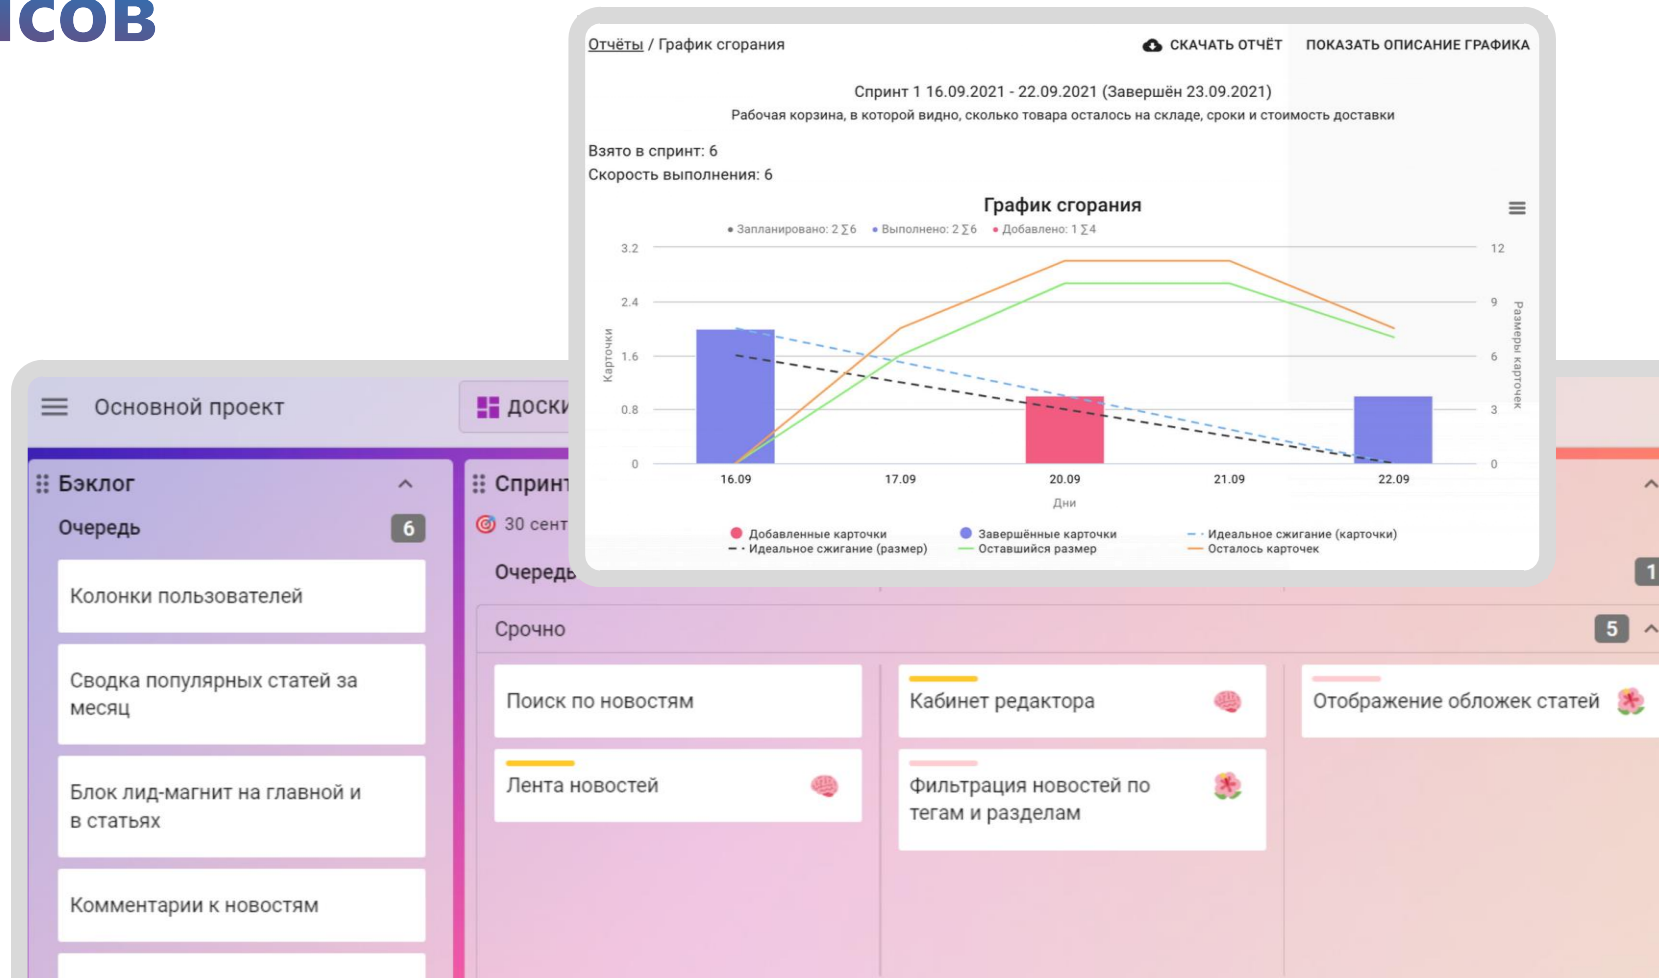 исов
Отчёты / График сгорания
СКАЧАТЬ ОТЧЁТ
ПОКАЗАТЬ ОПИСАНИЕ ГРАФИКА
Спринт 1 16.09.2021 - 22.09.2021 (Завершён 23.09.2021)
Рабочая корзина, в которой видно, сколько товара осталось на складе, сроки и стоимость доставки
Взято в спринт: 6
Скорость выполнения: 6
График сгорания
• Запланировано: 2 ∑6 • Выполнено: 2 ∑6 • Добавлено: 1 ∑4
3.2
2.4
1.6
0.8
0
Карточки
12
9
6
3
0
Размеры карточек
16.09 17.09 20.09 21.09 22.09
Дни
Добавленные карточки Завершённые карточки Идеальное сжигание (карточки)
Идеальное сжигание (размер) Оставшийся размер Осталось карточек
Основной проект
ДОСКИ
Бэклог
Очередь 6
Колонки пользователей
Сводка популярных статей за
месяц
Блок лид-магнит на главной и
в статьях
Комментарии к новостям
Спринт
30 сент
Очередь
1
Срочно 5
Поиск по новостям
Лента новостей
Кабинет редактора
Фильтрация новостей по
тегам и разделам
Отображение обложек статей